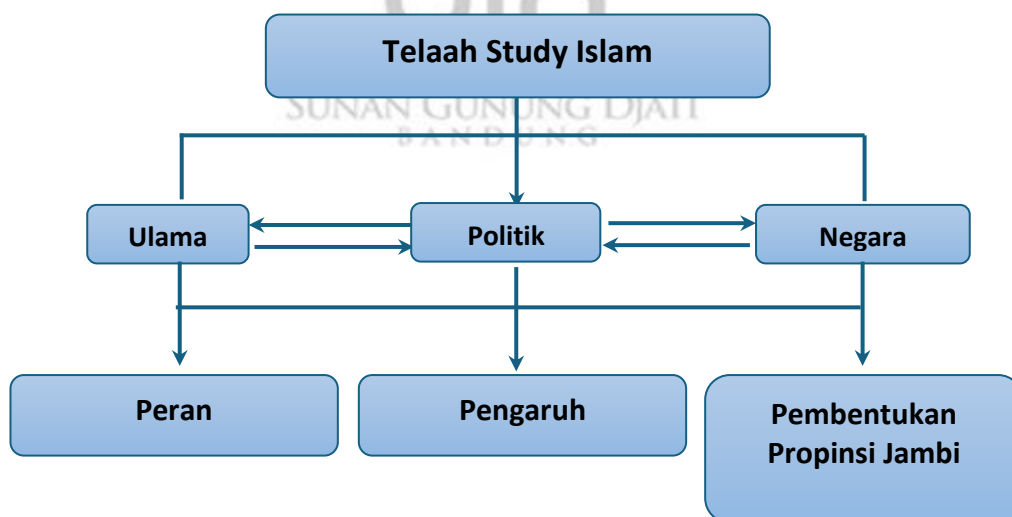 Telaah Study Islam
SUNAN GUNUNG DJATI
BANDUNG
Ulama
Politik
Negara
Peran
Pengaruh
Pembentukan
Propinsi Jambi